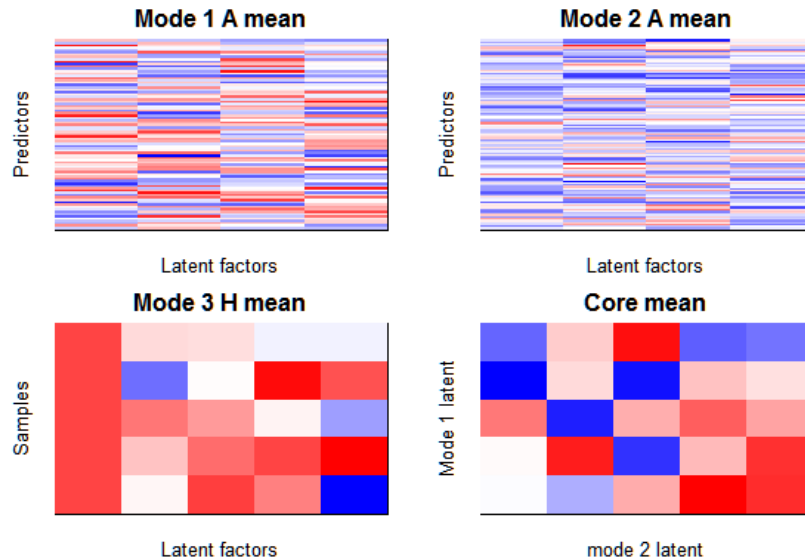 Mode 1 A mean
Mode 2 A mean
Predictors
Predictors
Latent factors
Latent factors
Mode 3 H mean
Core mean
Samples
Mode 1 latent
Latent factors
mode 2 latent